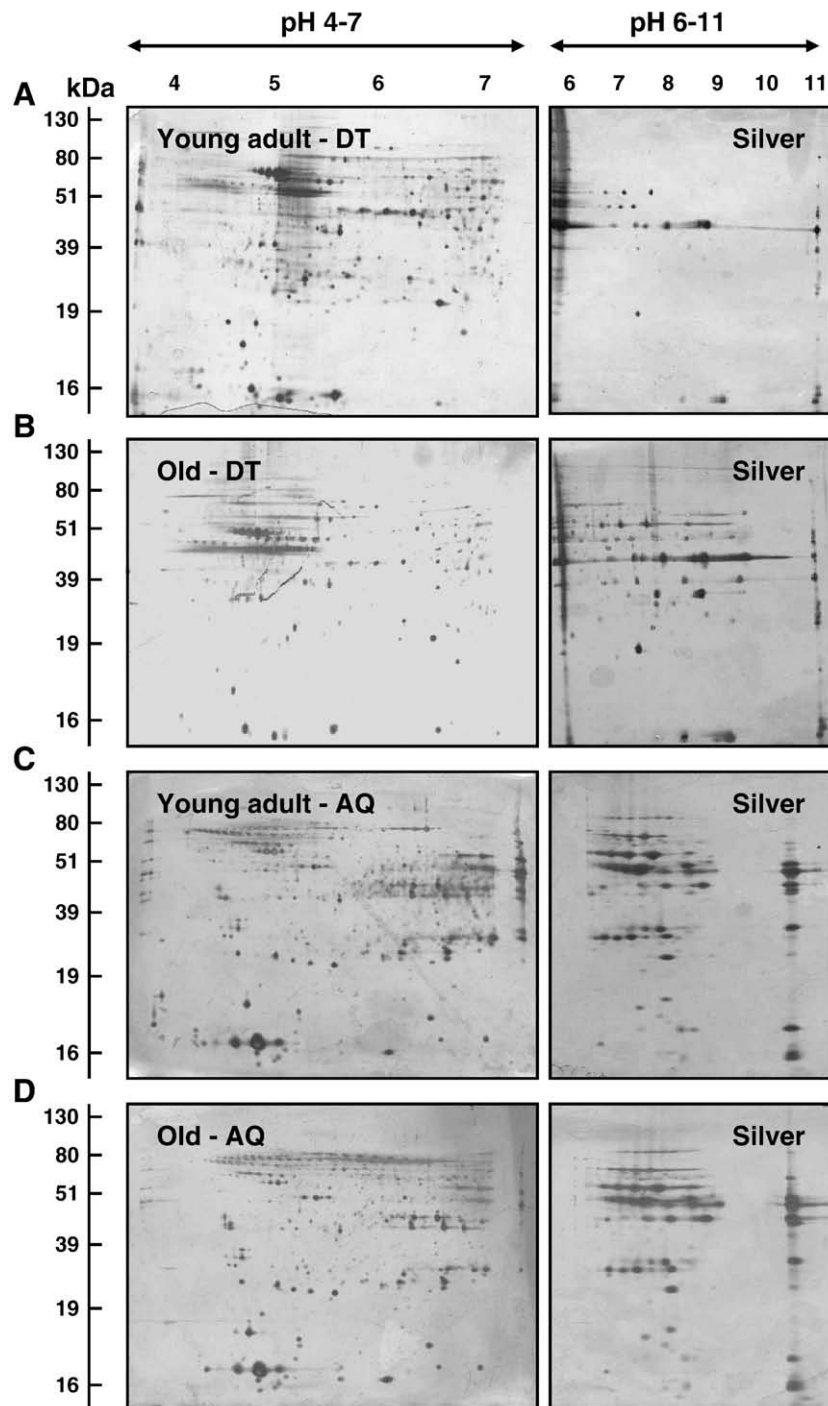 pH 4-7 pH 6-11
kDa 4 5 6 7 6 7 8 9 10 11
A
130
Young adult - DT Silver
80
51
39
19
16
B
130
Old - DT Silver
80
51
39
19
16
C
130
Young adult - AQ Silver
80
51
39
19
16
D
130
Old - AQ Silver
80
51
39
19
16